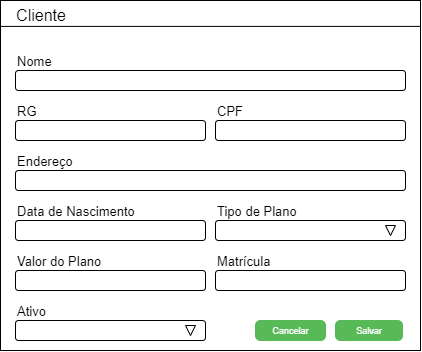 Cliente
Nome
RG CPF
Endereço
Data de Nascimento Tipo de Plano
Valor do Plano Matrícula
Ativo
Cancelar Salvar